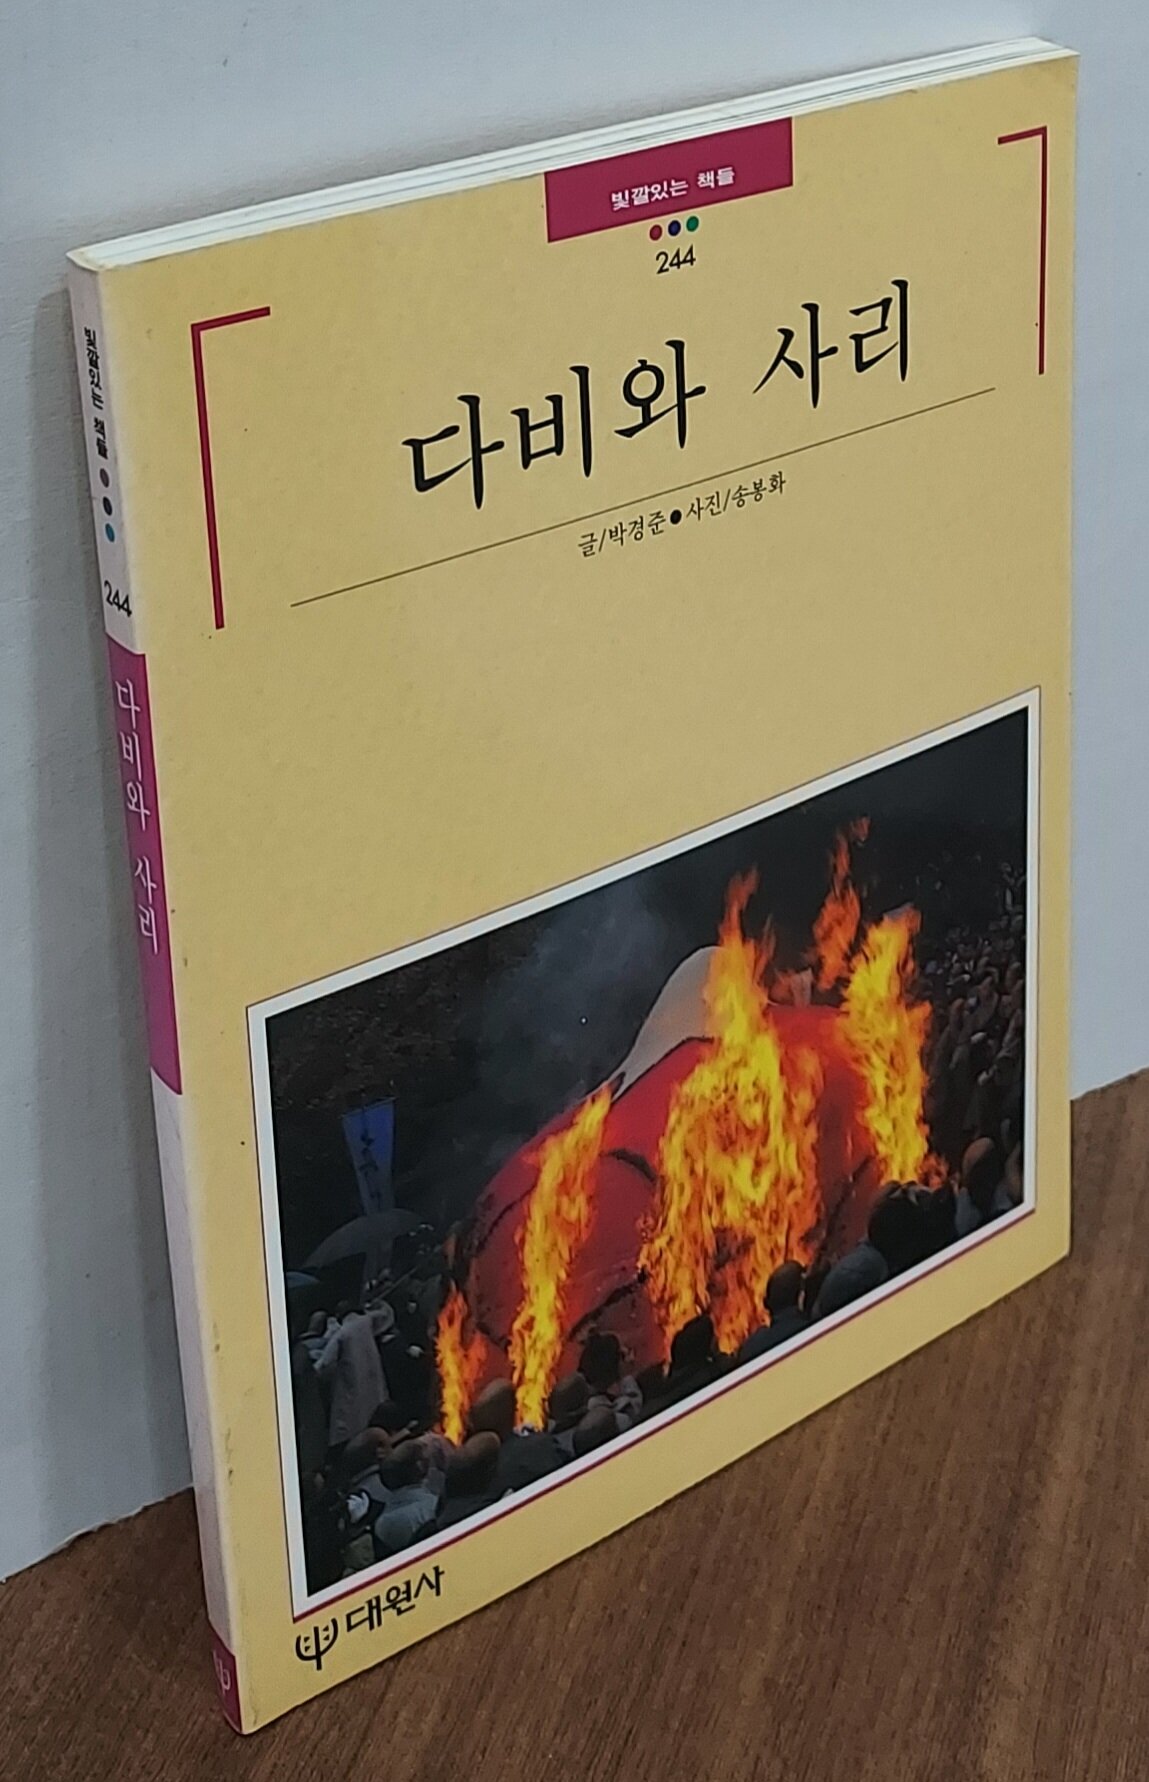 빛깔있는 책들
244
다비와 사리
글/박경준●사진/송봉화
대원사
빛깔있는 책들
244
다비와 사리